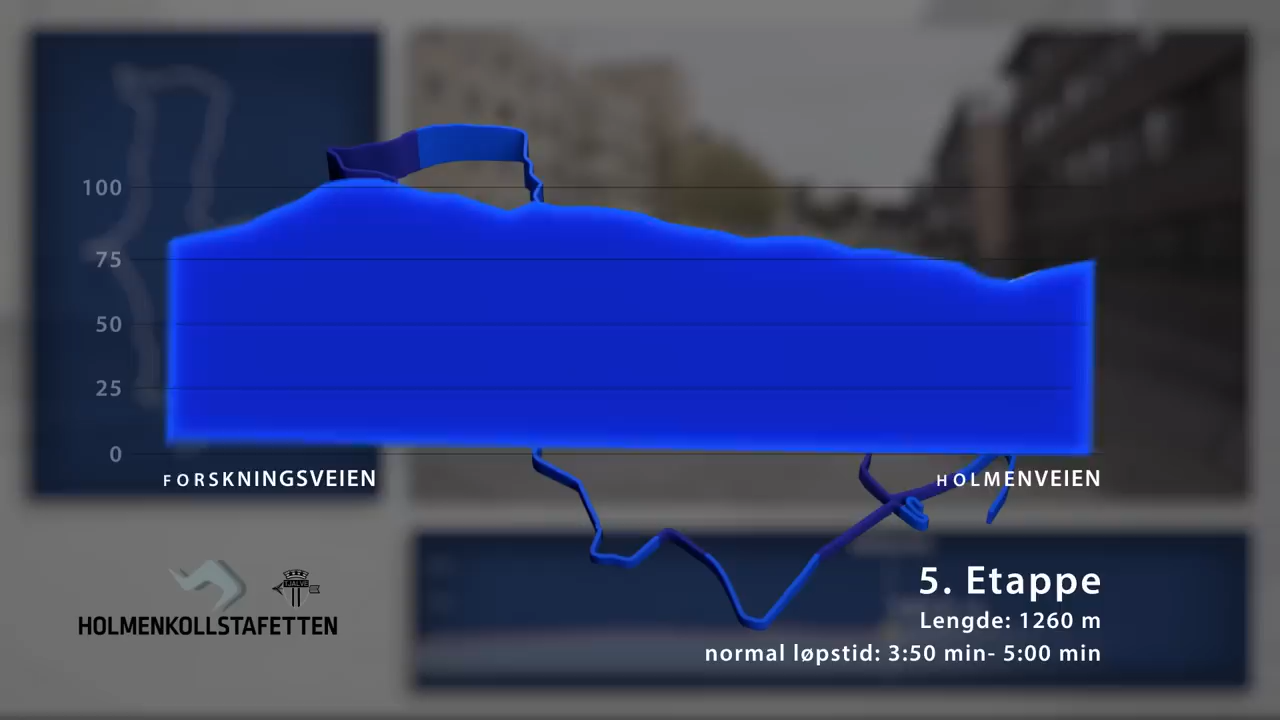 100
75
50
25
0
FORSKNINGSVEIEN
HOLMENVEIEN
TJALVE
HOLMENKOLLSTAFETTEN
5. Etappe
Lengde: 1260 m
normal løpstid: 3:50 min- 5:00 min